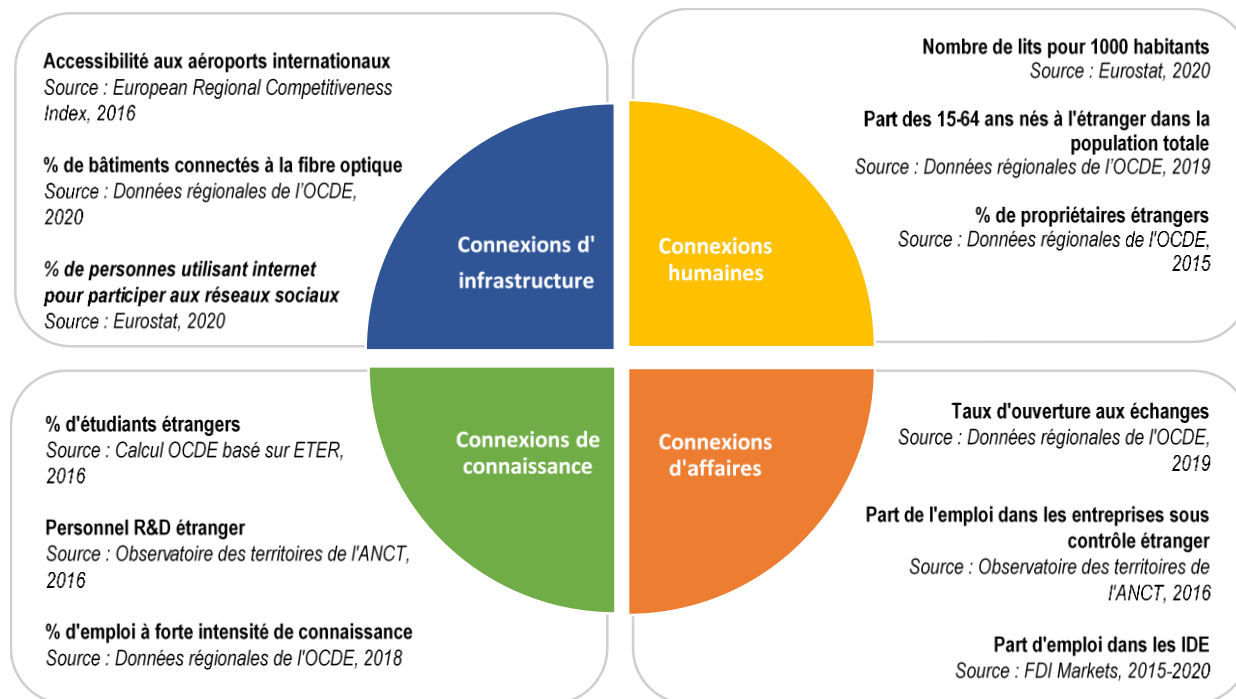 Accessibilité aux aéroports internationaux
Source : European Regional Competitiveness
Index, 2016
% de bâtiments connectés à la fibre optique
Source : Données régionales de l'OCDE,
2020
% de personnes utilisant internet
pour participer aux réseaux sociaux
Source : Eurostat, 2020
Connexions d'
infrastructure
Nombre de lits pour 1000 habitants
Source : Eurostat, 2020
Part des 15-64 ans nés à l'étranger dans la
population totale
Source : Données régionales de l'OCDE, 2019
% de propriétaires étrangers
Source : Données régionales de l'OCDE,
2015
Connexions
humaines
% d'étudiants étrangers
Source : Calcul OCDE basé sur ETER,
2016
Personnel R&D étranger
Source : Observatoire des territoires de l'ANCT,
2016
% d'emploi à forte intensité de connaissance
Source : Données régionales de l'OCDE, 2018
Connexions de
connaissance
Connexions
d'affaires
Taux d'ouverture aux échanges
Source : Données régionales de l'OCDE,
2019
Part de l'emploi dans les entreprises sous
contrôle étranger
Source : Observatoire des territoires de
l'ANCT, 2016
Part d'emploi dans les IDE
Source : FDI Markets, 2015-2020